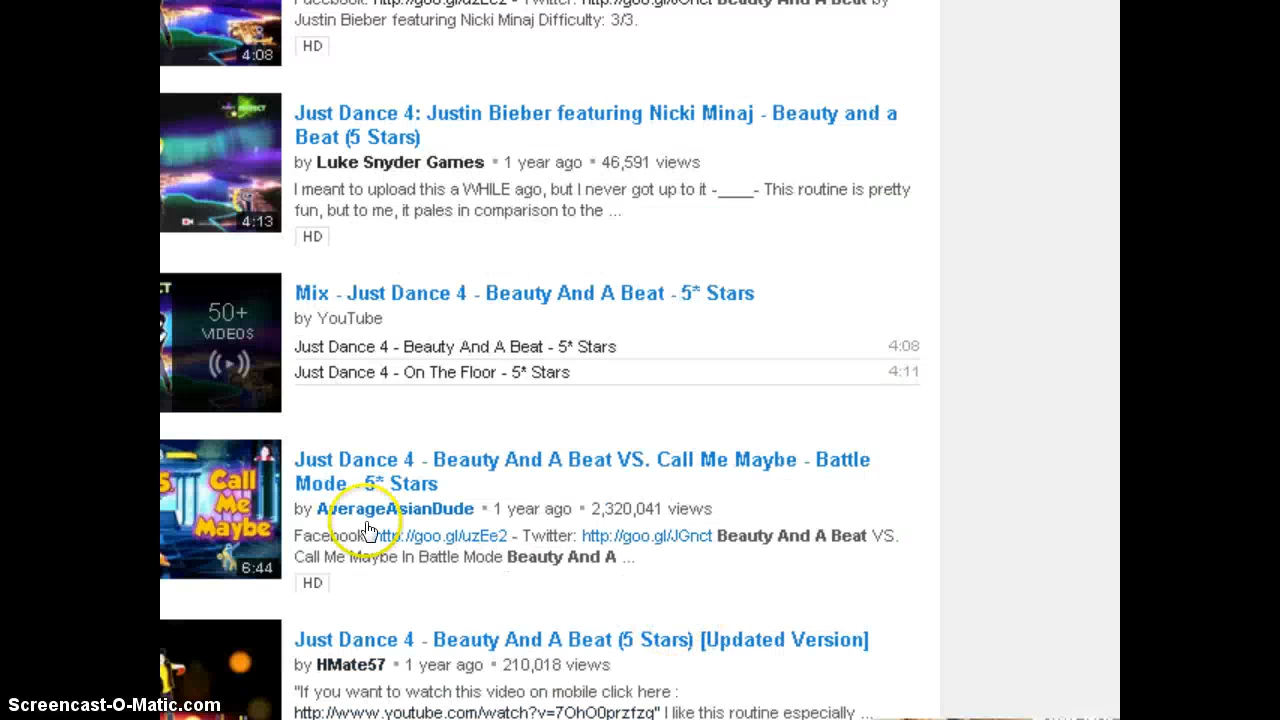 Facebook: http://goo.gl/uzEe2 - Twitter: http://goo.gl/JGnct Beauty And A Beat by
Justin Bieber featuring Nicki Minaj Difficulty: 3/3.
4:08
HD
Just Dance 4: Justin Bieber featuring Nicki Minaj - Beauty and a
Beat (5 Stars)
by Luke Snyder Games • 1 year ago • 46,591 views
I meant to upload this a WHILE ago, but I never got up to it -____- This routine is pretty
fun, but to me, it pales in comparison to the ...
4:13
HD
Mix - Just Dance 4 - Beauty And A Beat - 5* Stars
50+
VIDEOS
by YouTube
Just Dance 4 - Beauty And A Beat - 5* Stars 4:08
Just Dance 4 - On The Floor - 5* Stars 4:11
Just Dance 4 - Beauty And A Beat VS. Call Me Maybe - Battle
Mode - 5* Stars
Call
Me
Maybe
by AverageAsianDude • 1 year ago • 2,320,041 views
Facebook: http://goo.gl/uzEe2 - Twitter: http://goo.gl/JGnct Beauty And A Beat VS.
Call Me Maybe In Battle Mode Beauty And A ...
6:44
HD
Just Dance 4 - Beauty And A Beat (5 Stars) [Updated Version]
by HMate57 • 1 year ago • 210,018 views
"If you want to watch this video on mobile click here :
http://www.youtube.com/watch?v=7OhO0przfzg" I like this routine especially ...
Screencast-O-Matic.com